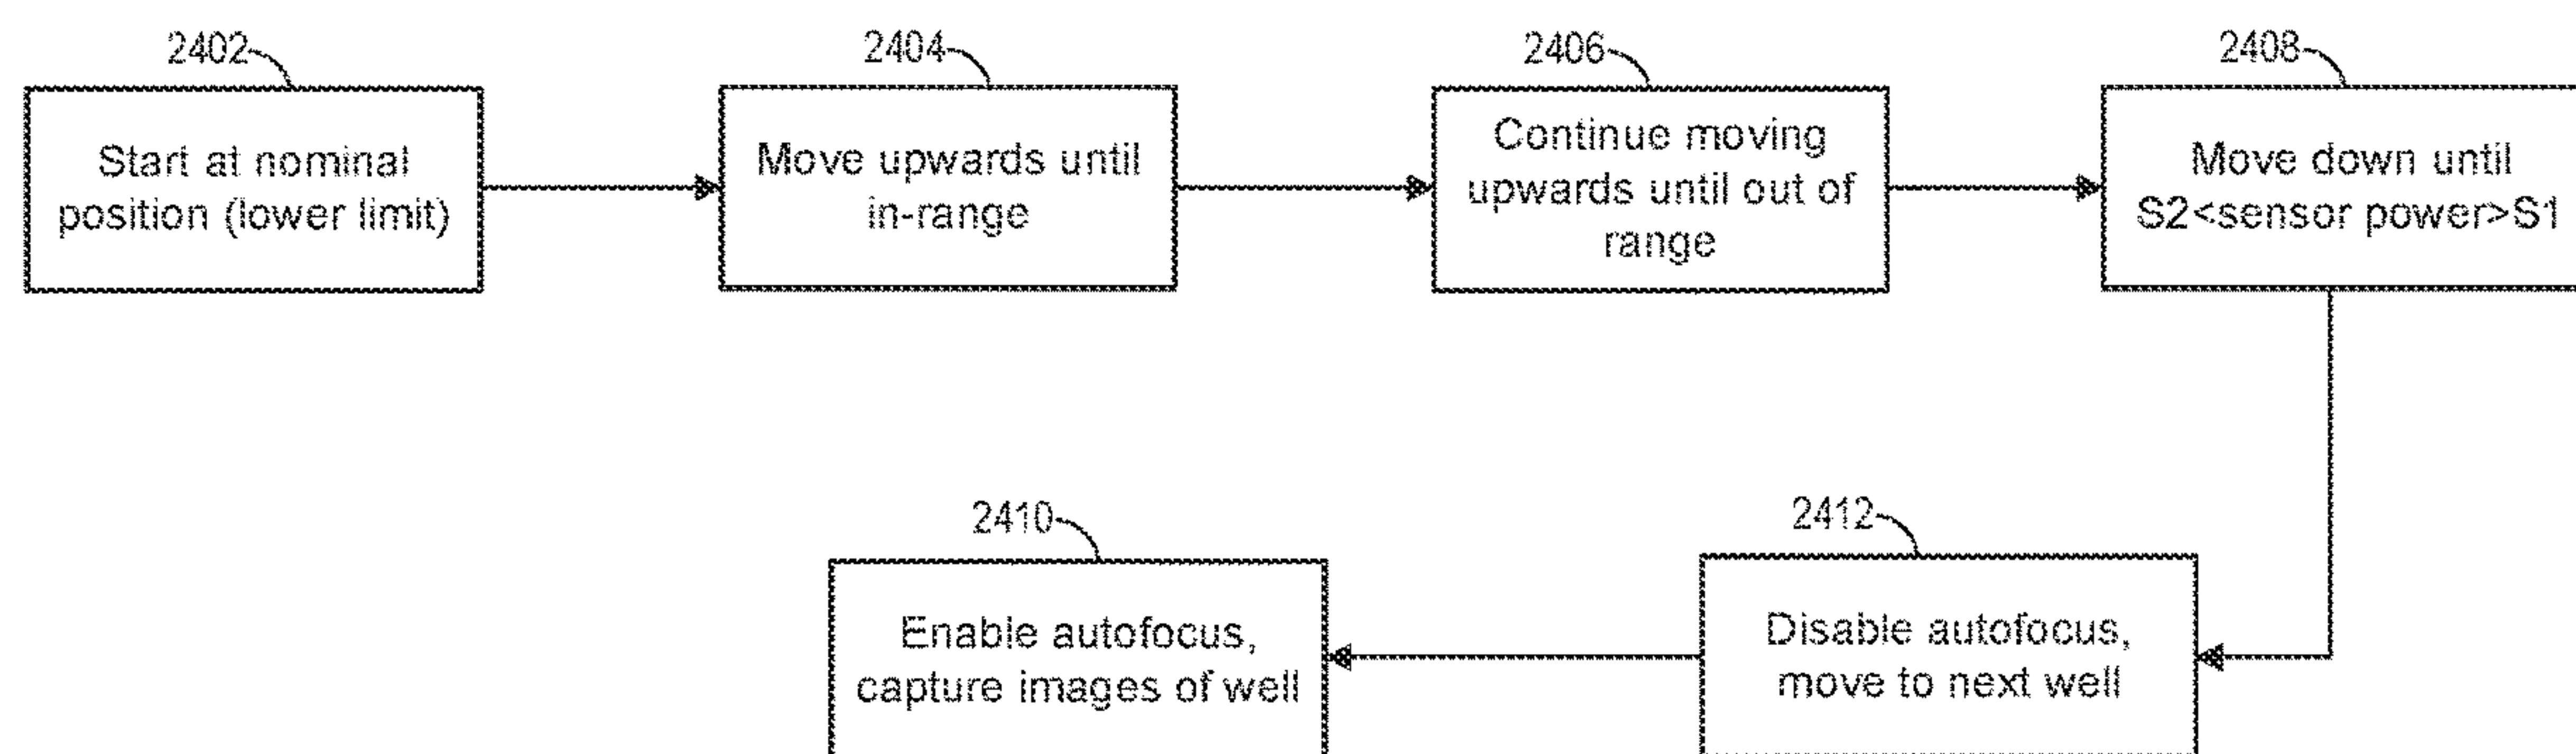 2402
Start at nominal
position (lower limit)
2404
Move upwards until
in-range
2406
Continue moving
upwards until out of
range
2408
Move down until
S2<sensor power>S1
2410
Enable autofocus,
capture images of well
2412
Disable autofocus,
move to next well